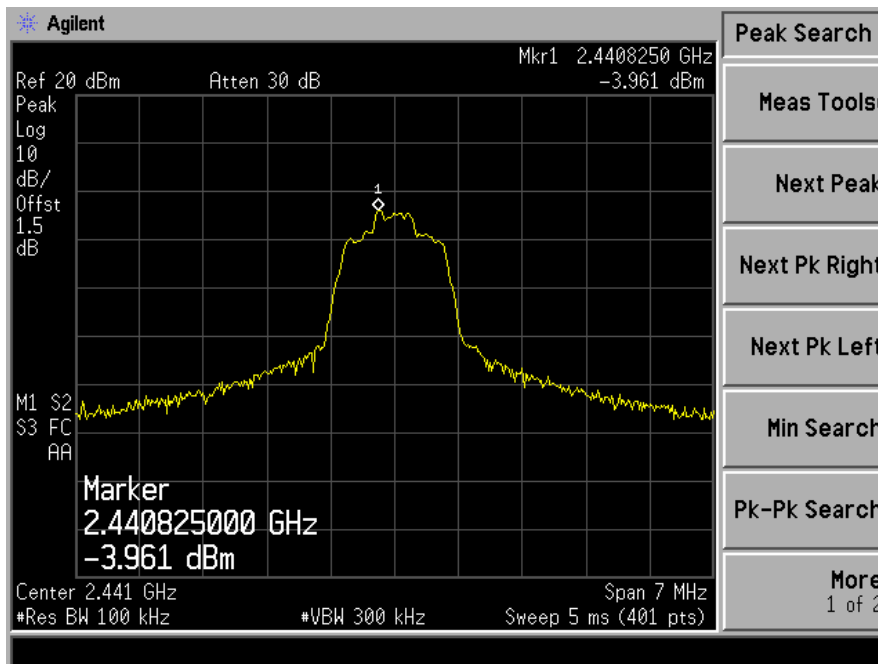 Agilent
Peak Search
Mkr1 2.4408250 GHz
Ref 20 dBm Atten 30 dB -3.961 dBm
Peak
Log
10
dB/
Offst
1.5
dB
1
Meas Tools
Next Peak
Next Pk Right
Next Pk Left
M1 S2
S3 FC
AA
Min Search
Marker
2.440825000 GHz
-3.961 dBm
Pk-Pk Search
Center 2.441 GHz Span 7 MHz
#Res BW 100 kHz #VBW 300 kHz Sweep 5 ms (401 pts)
More
1 of 2